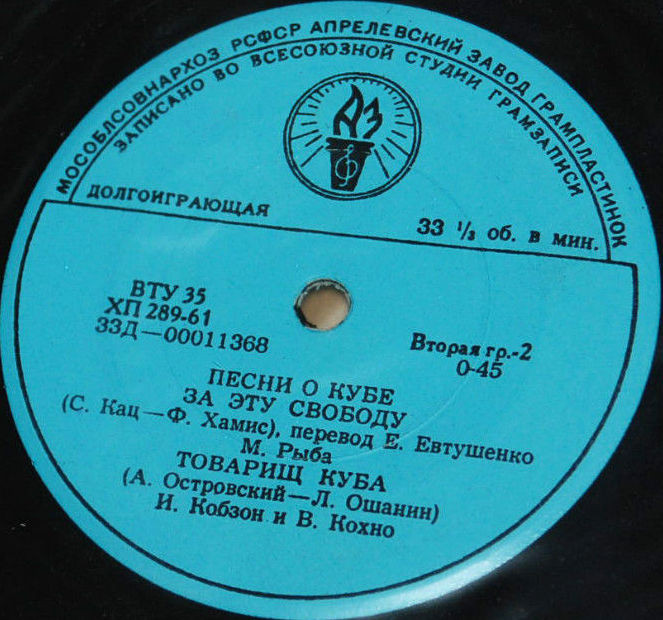 МОСОБЛСОВНАРХОЗ РСФСР АПРЕЛЕВСКИЙ ЗАВОД ГРАМПЛАСТИНОК
ЗАПИСАНО ВО ВСЕСОЮЗНОЙ СТУДИИ ГРАМЗАПИСИ
АЗ
ДОЛГОИГРАЮЩАЯ
33 ⅓ об. в мин.
ВТУ 35
ХП 289-61
33Д—00011368
Вторая гр.-2
0-45
ПЕСНИ О КУБЕ
ЗА ЭТУ СВОБОДУ
(С. Кац—Ф. Хамис), перевод Е. Евтушенко
М. Рыба
ТОВАРИЩ КУБА
(А. Островский—Л. Ошанин)
И. Кобзон и В. Кохно